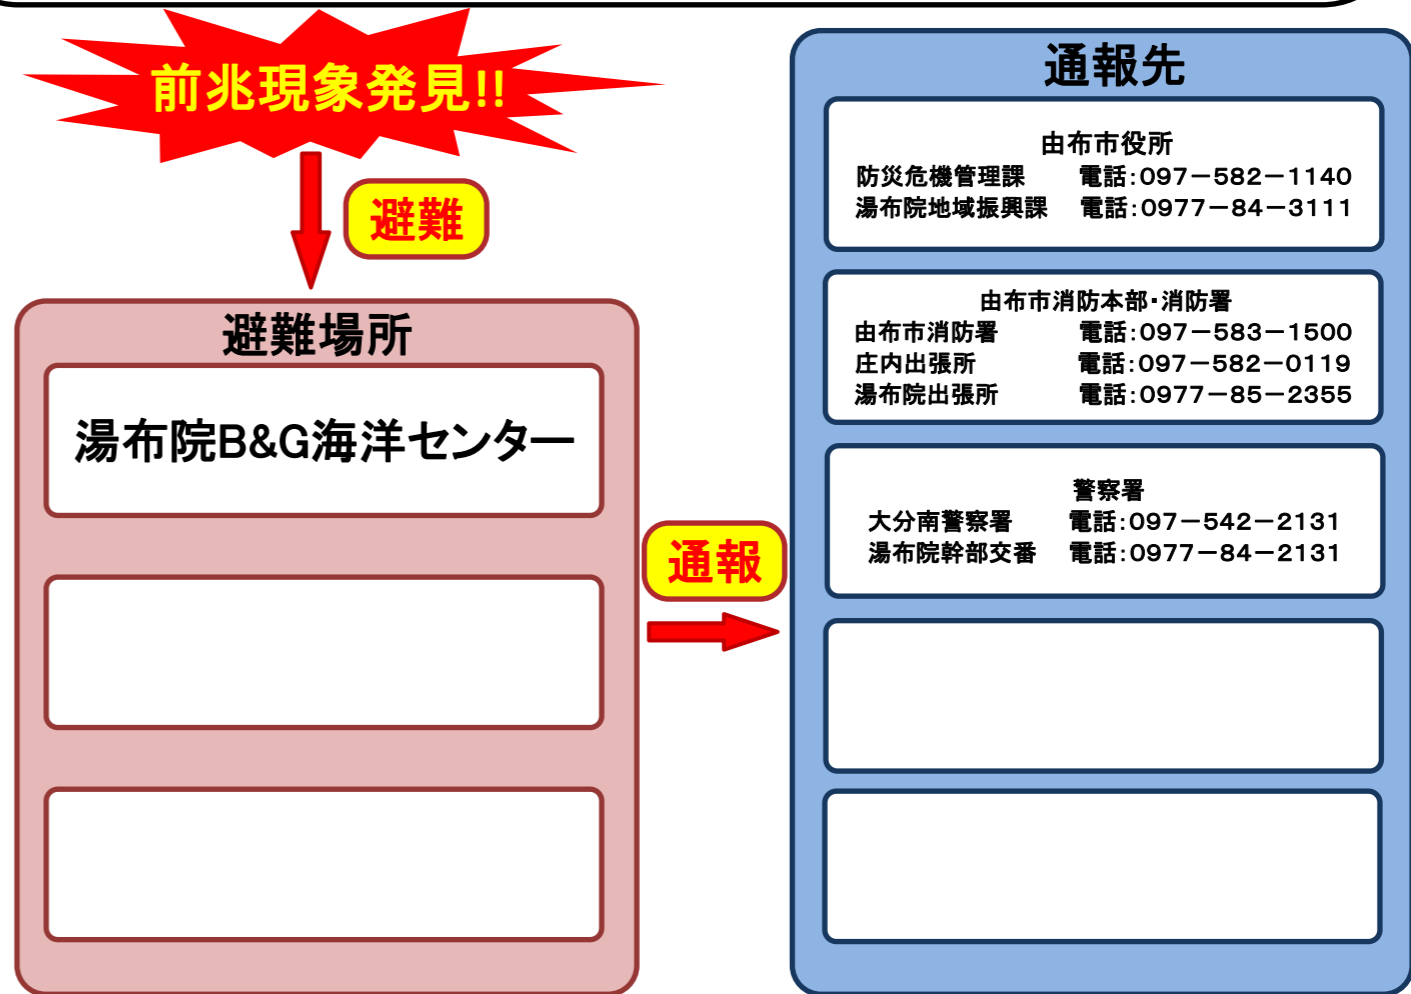 前兆現象発見!!
避難
避難場所
湯布院B&G海洋センター
通報
通報先
由布市役所
防災危機管理課 電話:097-582-1140
湯布院地域振興課 電話:0977-84-3111
由布市消防本部・消防署
由布市消防署 電話:097-583-1500
庄内出張所 電話:097-582-0119
湯布院出張所 電話:0977-85-2355
警察署
大分南警察署 電話:097-542-2131
湯布院幹部交番 電話:0977-84-2131